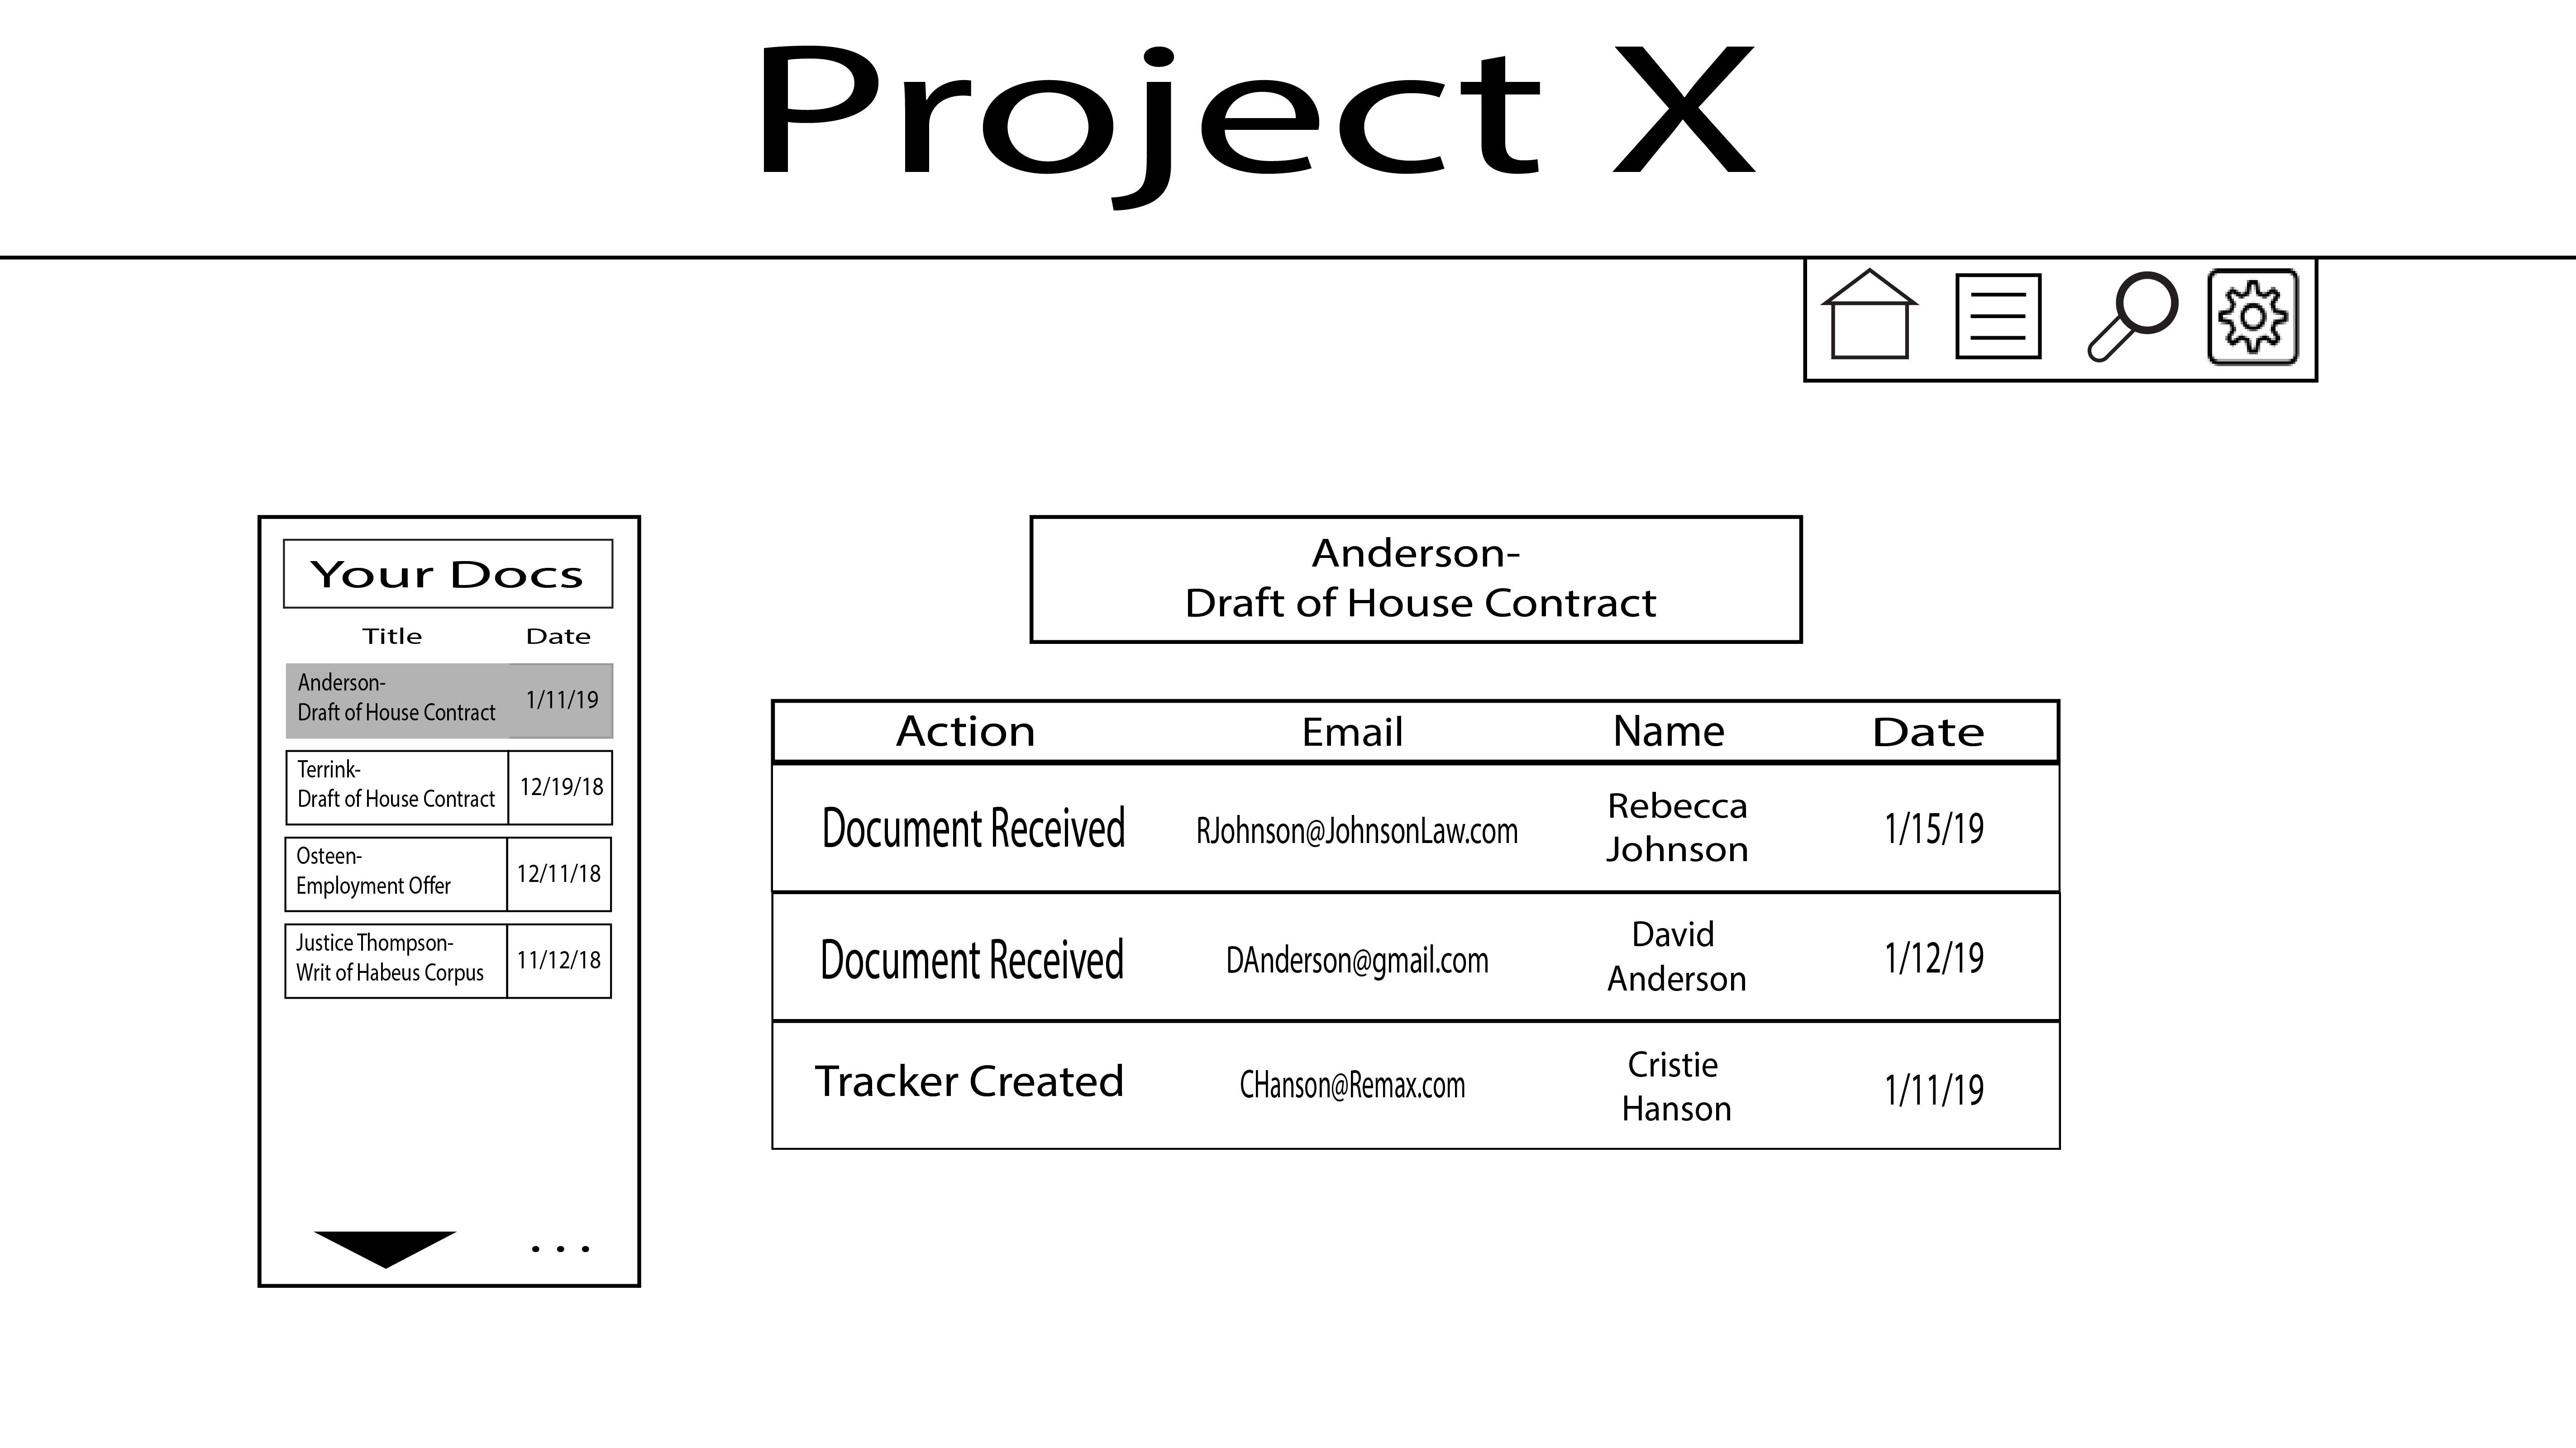 Project X
Your Docs
Title Date
Anderson-
Draft of House Contract 1/11/19
Terrink-
Draft of House Contract 12/19/18
Osteen-
Employment Offer 12/11/18
Justice Thompson-
Writ of Habeus Corpus 11/12/18
. . .
Anderson-
Draft of House Contract
Action Email Name Date
Document Received RJohnson@JohnsonLaw.com Rebecca
Johnson 1/15/19
Document Received DAnderson@gmail.com David
Anderson 1/12/19
Tracker Created CHanson@Remax.com Cristie
Hanson 1/11/19